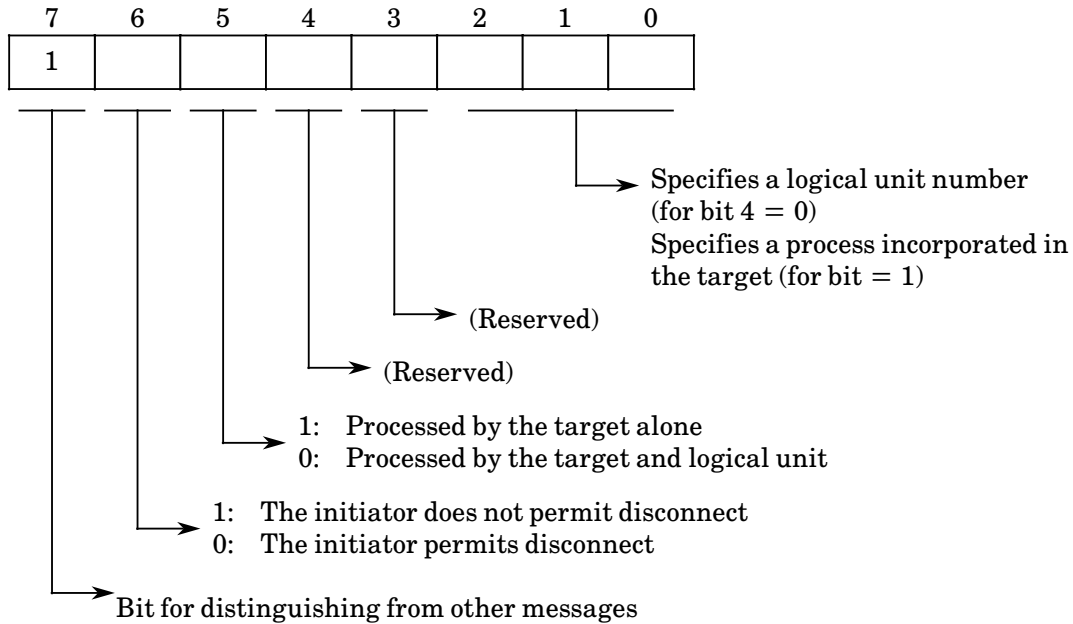 7 6 5 4 3 2 1 0
1
Specifies a logical unit number
(for bit 4 = 0)
Specifies a process incorporated in
the target (for bit = 1)
(Reserved)
(Reserved)
1: Processed by the target alone
0: Processed by the target and logical unit
1: The initiator does not permit disconnect
0: The initiator permits disconnect
Bit for distinguishing from other messages